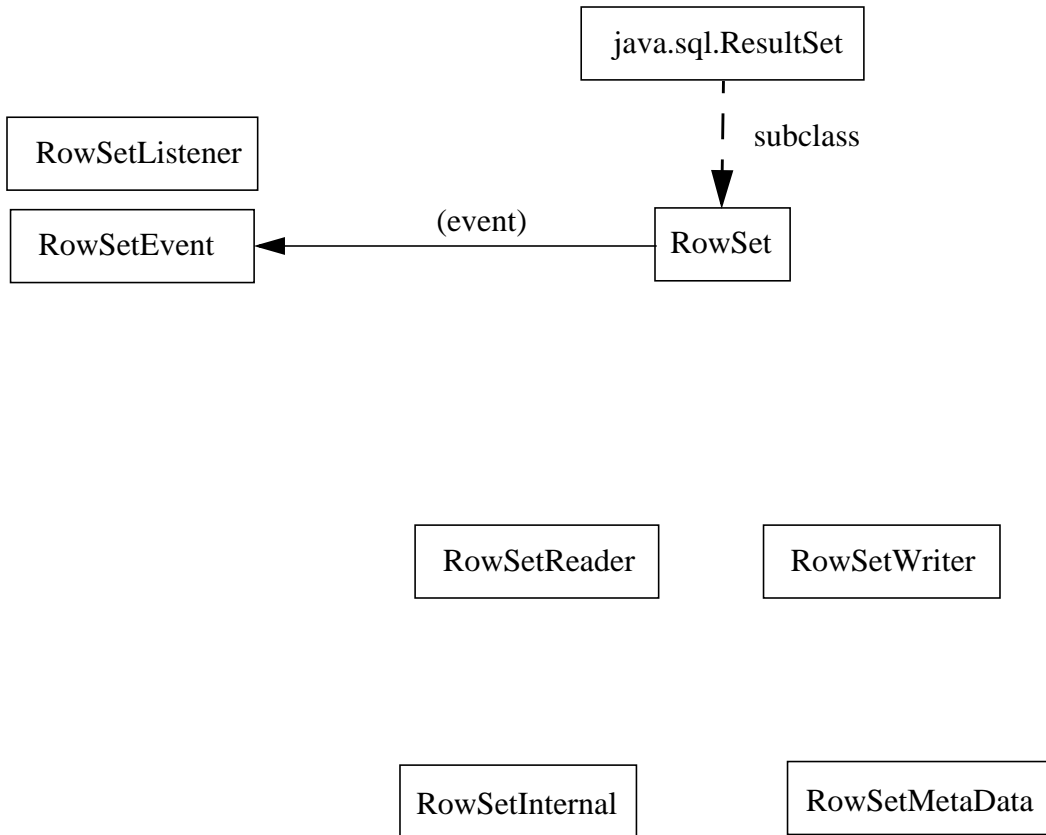 java.sql.ResultSet
subclass
RowSetListener
(event)
RowSetEvent
RowSet
RowSetReader
RowSetWriter
RowSetInternal
RowSetMetaData